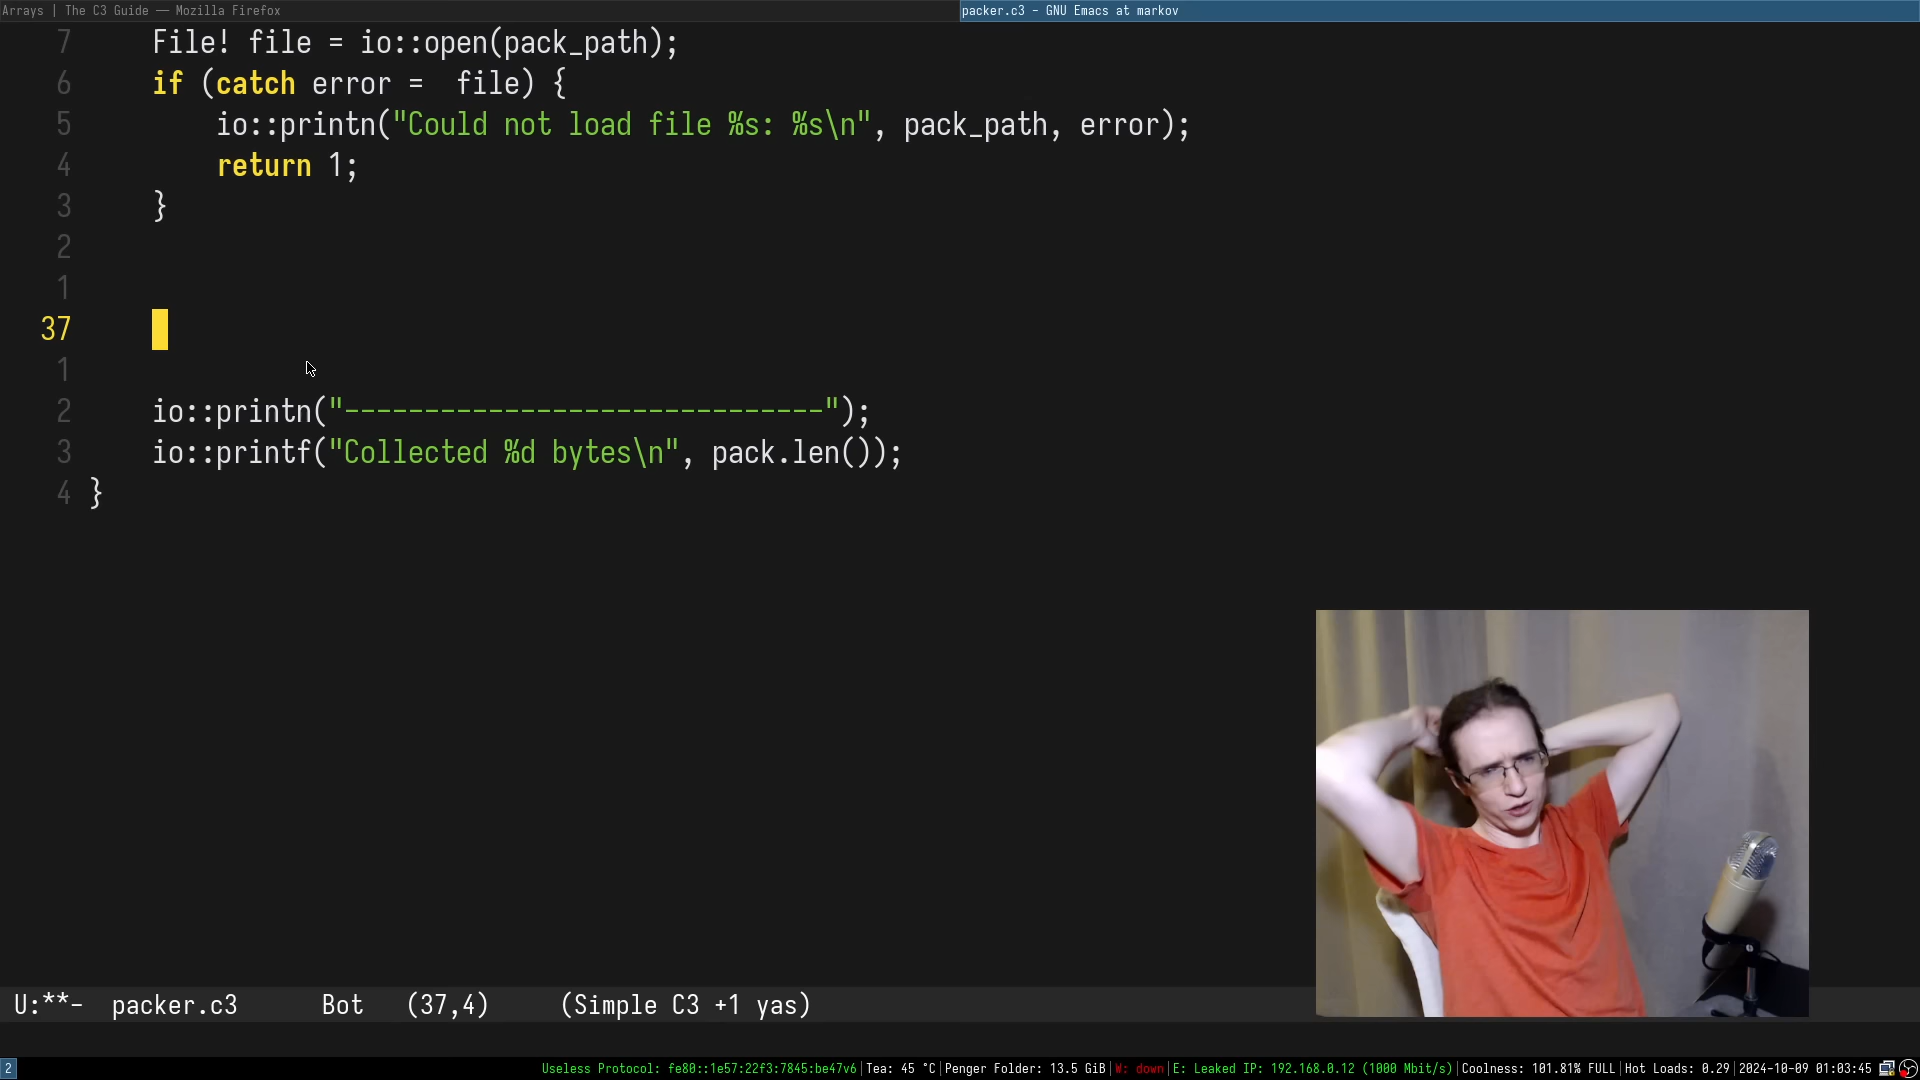 Arrays | The C3 Guide — Mozilla Firefox
packer.c3 - GNU Emacs at markov
7 File! file = io::open(pack_path);
6 if (catch error =  file) {
5 io::printn("Could not load file %s: %s\n", pack_path, error);
4 return 1;
3 }
2
1
37
1
2 io::printn("------------------------------");
3 io::printf("Collected %d bytes\n", pack.len());
4 }
U:**-  packer.c3      Bot   (37,4)     (Simple C3 +1 yas)
2 Useless Protocol: fe80::1e57:22f3:7845:be47v6|Tea: 45 °C|Penger Folder: 13.5 GiB|W: down|E: Leaked IP: 192.168.0.12 (1000 Mbit/s)|Coolness: 101.81% FULL|Hot Loads: 0.29|2024-10-09 01:03:45